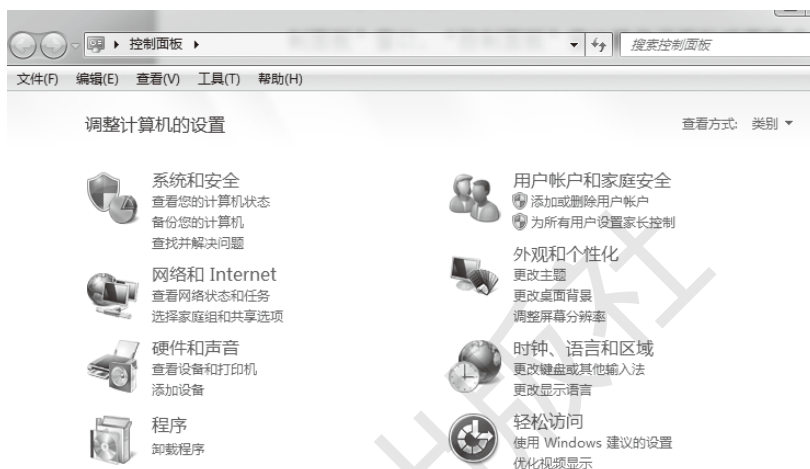 控制面板
搜索控制面板
文件(F) 编辑(E) 查看(V) 工具(T) 帮助(H)
调整计算机的设置
查看方式: 类别
系统和安全
查看您的计算机状态
备份您的计算机
查找并解决问题
网络和 Internet
查看网络状态和任务
选择家庭组和共享选项
硬件和声音
查看设备和打印机
添加设备
程序
卸载程序
用户帐户和家庭安全
添加或删除用户帐户
为所有用户设置家长控制
外观和个性化
更改主题
更改桌面背景
调整屏幕分辨率
时钟、语言和区域
更改键盘或其他输入法
更改显示语言
轻松访问
使用 Windows 建议的设置
优化视频显示